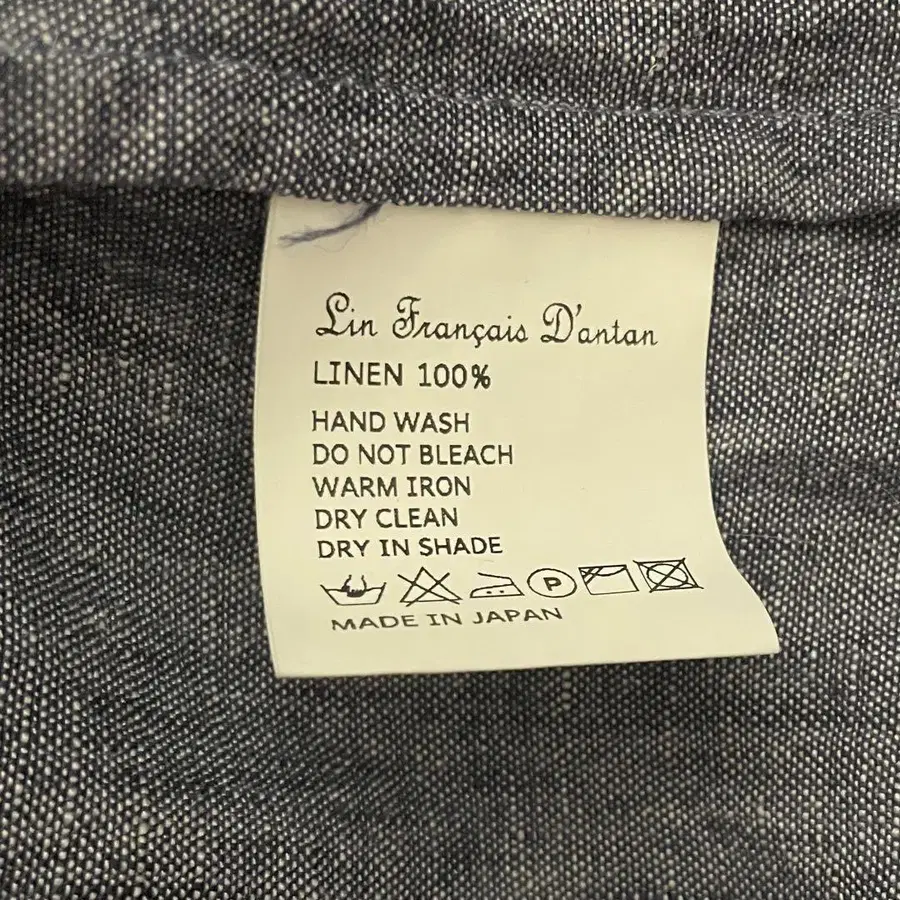 Lin Français D'antan
LINEN 100%
HAND WASH
DO NOT BLEACH
WARM IRON
DRY CLEAN
DRY IN SHADE
P
MADE IN JAPAN